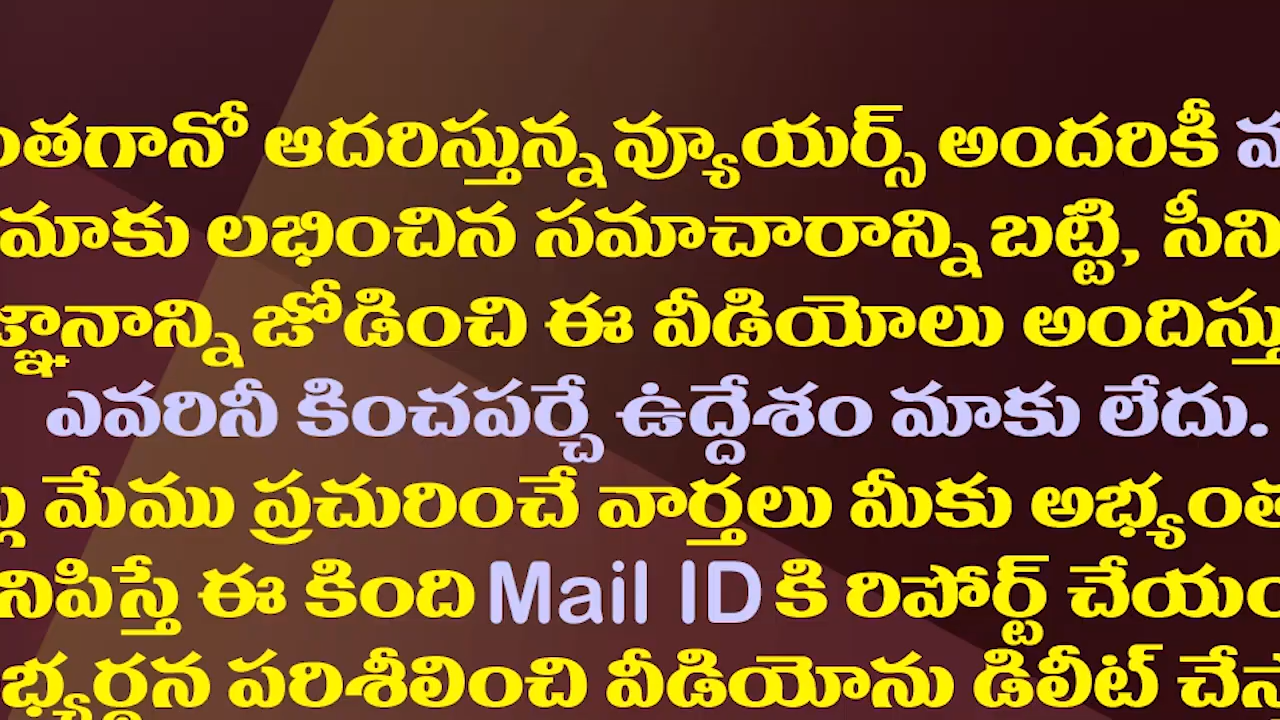 ంతగానో ఆదరిస్తున్న వ్యూయర్స్ అందరికీ
మాకు లభించిన సమాచారాన్ని బట్టి, సీని
జ్ఞానాన్ని జోడించి ఈ వీడియోలు అందిస్తు
ఎవరినీ కించపర్చే ఉద్దేశం మాకు లేదు.
మేము ప్రచురించే వార్తలు మీకు అభ్యంత
నిపిస్తే ఈ కింది Mail ID కి రిపోర్ట్ చేయం
భ్యర్థన పరిశీలించి వీడియోను డిలీట్ చేస